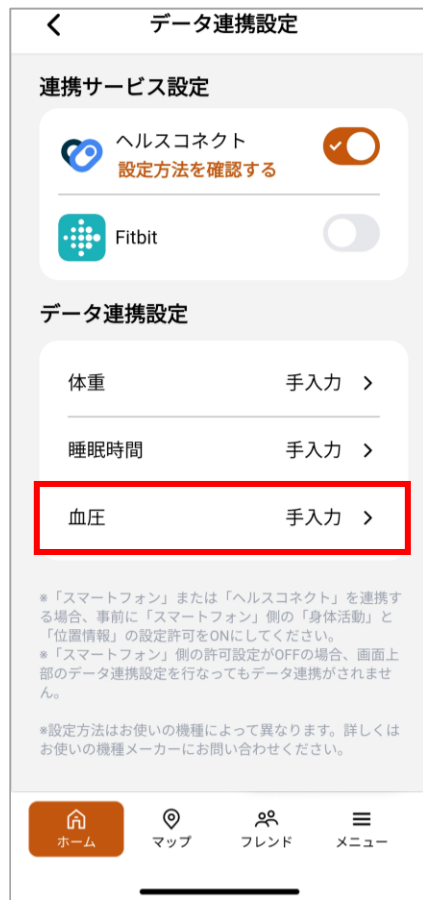 データ連携設定
連携サービス設定
ヘルスコネクト
設定方法を確認する
Fitbit
データ連携設定
体重 手入力
睡眠時間 手入力
血圧 手入力
※「スマートフォン」または「ヘルスコネクト」を連携す
る場合、事前に「スマートフォン」側の「身体活動」と
「位置情報」の設定許可をONにしてください。
※「スマートフォン」側の許可設定がOFFの場合、画面上
部のデータ連携設定を行なってもデータ連携がされませ
ん。
※設定方法はお使いの機種によって異なります。詳しくは
お使いの機種メーカーにお問い合わせください。
ホーム マップ フレンド メニュー